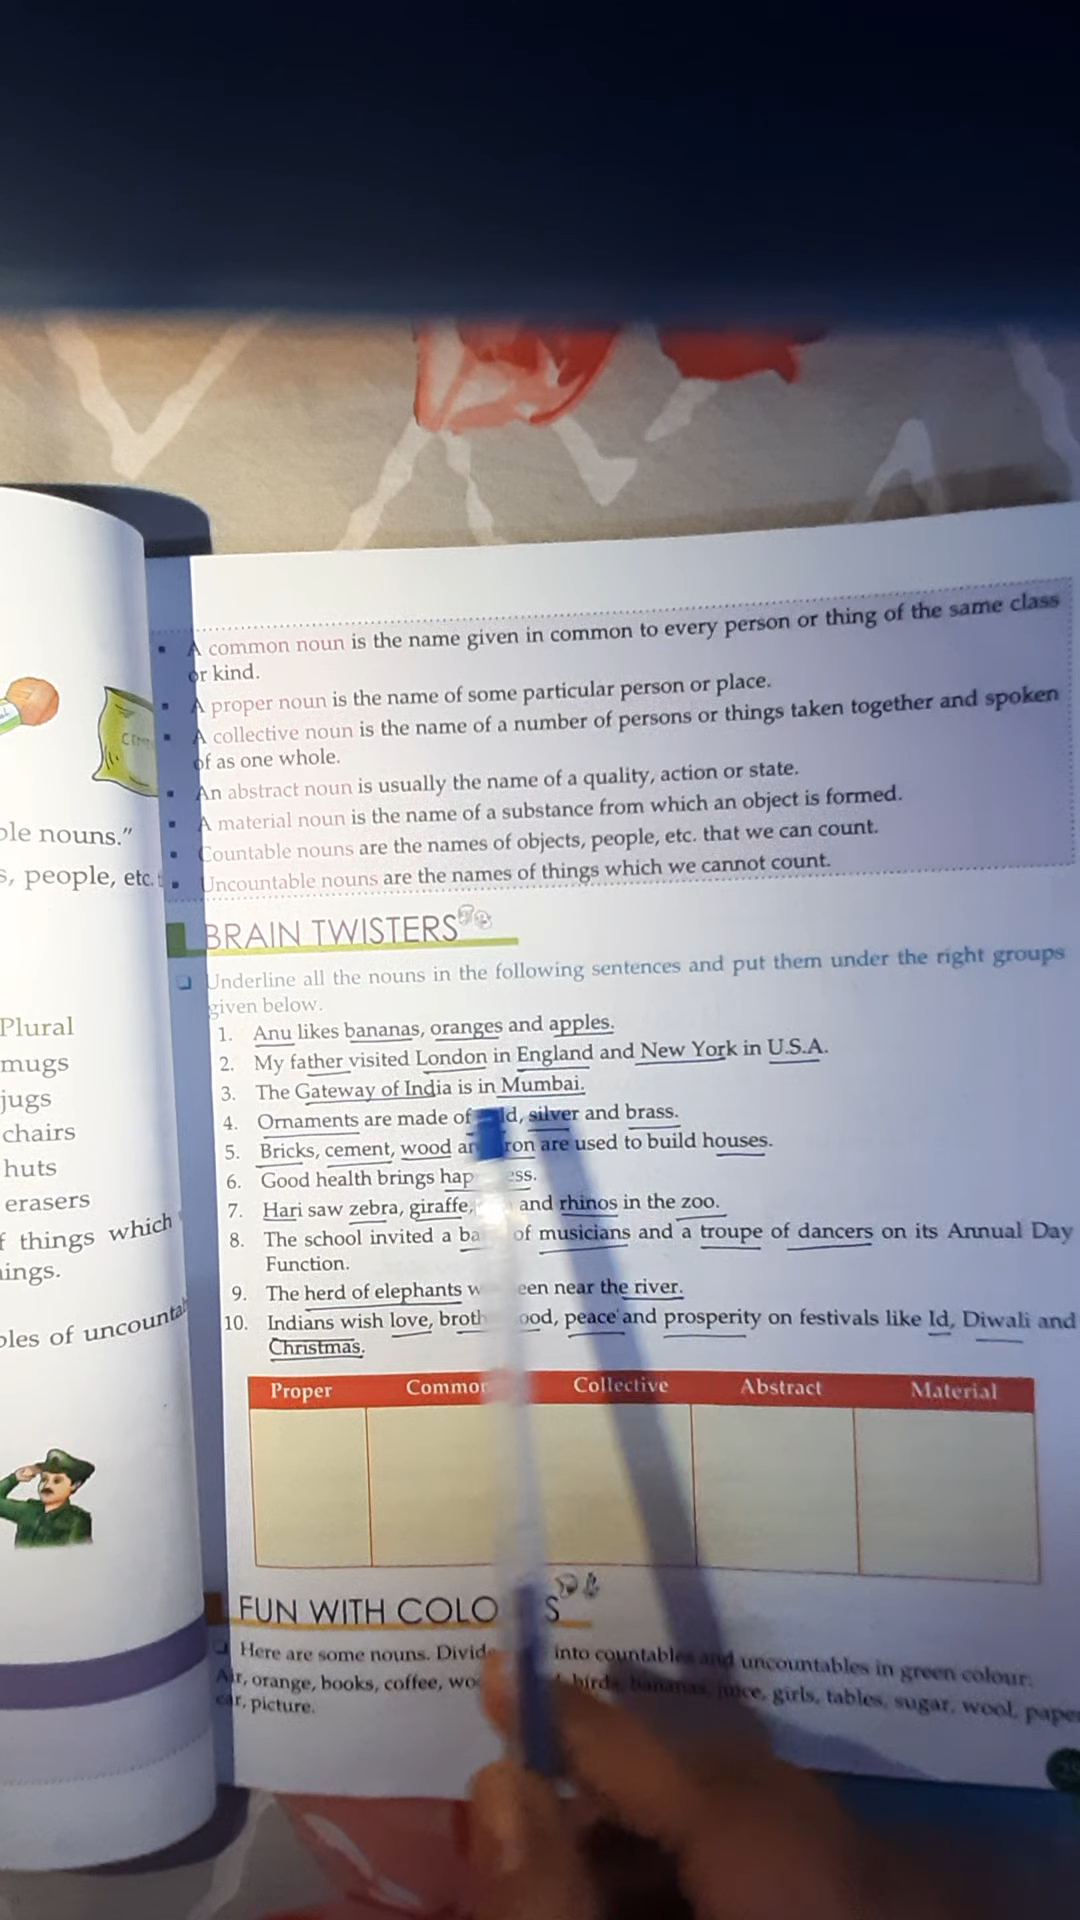 ble nouns."
s, people, etc.
Plural
mugs
jugs
chairs
huts
erasers
f things which
ings.
ples of uncountab
A common noun is the name given in common to every person or thing of the same class
or kind.
A proper noun is the name of some particular person or place.
A collective noun is the name of a number of persons or things taken together and spoken
of as one whole.
An abstract noun is usually the name of a quality, action or state.
A material noun is the name of a substance from which an object is formed.
Countable nouns are the names of objects, people, etc. that we can count.
Uncountable nouns are the names of things which we cannot count.
BRAIN TWISTERS
Underline all the nouns in the following sentences and put them under the right groups
given below.
1. Anu likes bananas, oranges and apples.
2. My father visited London in England and New York in U.S.A.
3. The Gateway of India is in Mumbai.
4. Ornaments are made of ld, silver and brass.
5. Bricks, cement, wood an ron are used to build houses.
6. Good health brings hap ess.
7. Hari saw zebra, giraffe, and rhinos in the zoo.
8. The school invited a ba of musicians and a troupe of dancers on its Annual Day
Function.
9. The herd of elephants w een near the river.
10. Indians wish love, broth ood, peace and prosperity on festivals like Id, Diwali and
Christmas.
Proper Common Collective Abstract Material
FUN WITH COLO S
Here are some nouns. Divide into countables and uncountables in green colour.
Air, orange, books, coffee, wo birds, bananas, juice, girls, tables, sugar, wool, paper
car, picture.